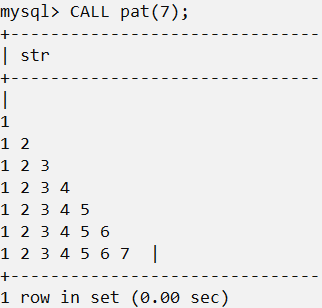 mysql> CALL pat(7);
+-------------------------------
| str
+-------------------------------
|
1
1 2
1 2 3
1 2 3 4
1 2 3 4 5
1 2 3 4 5 6
1 2 3 4 5 6 7  |
+-------------------------------
1 row in set (0.00 sec)